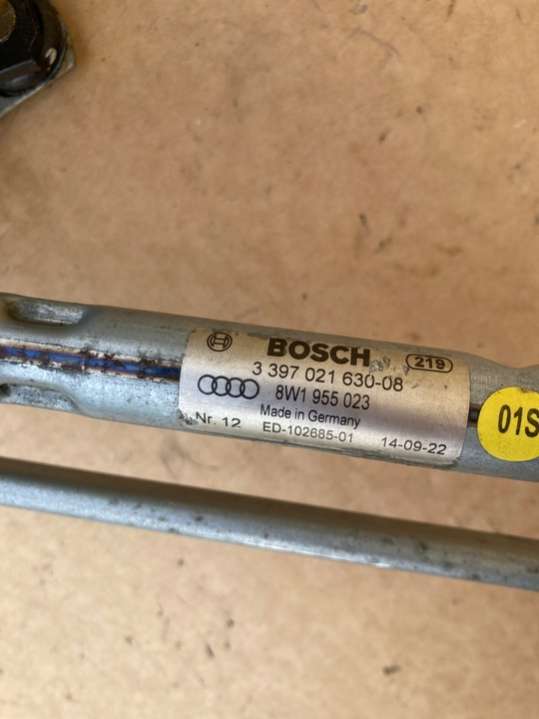 BOSCH 219
3 397 021 630-08
8W1 955 023
Made in Germany
Nr. 12 ED-102685-01 14-09-22
01S